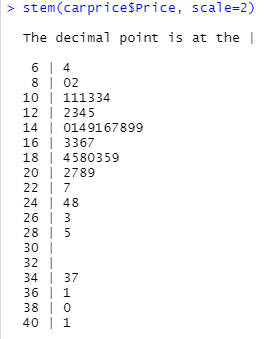 > stem(carprice$Price, scale=2)
The decimal point is at the |
6 | 4
8 | 02
10 | 111334
12 | 2345
14 | 0149167899
16 | 3367
18 | 4580359
20 | 2789
22 | 7
24 | 48
26 | 3
28 | 5
30 |
32 |
34 | 37
36 | 1
38 | 0
40 | 1